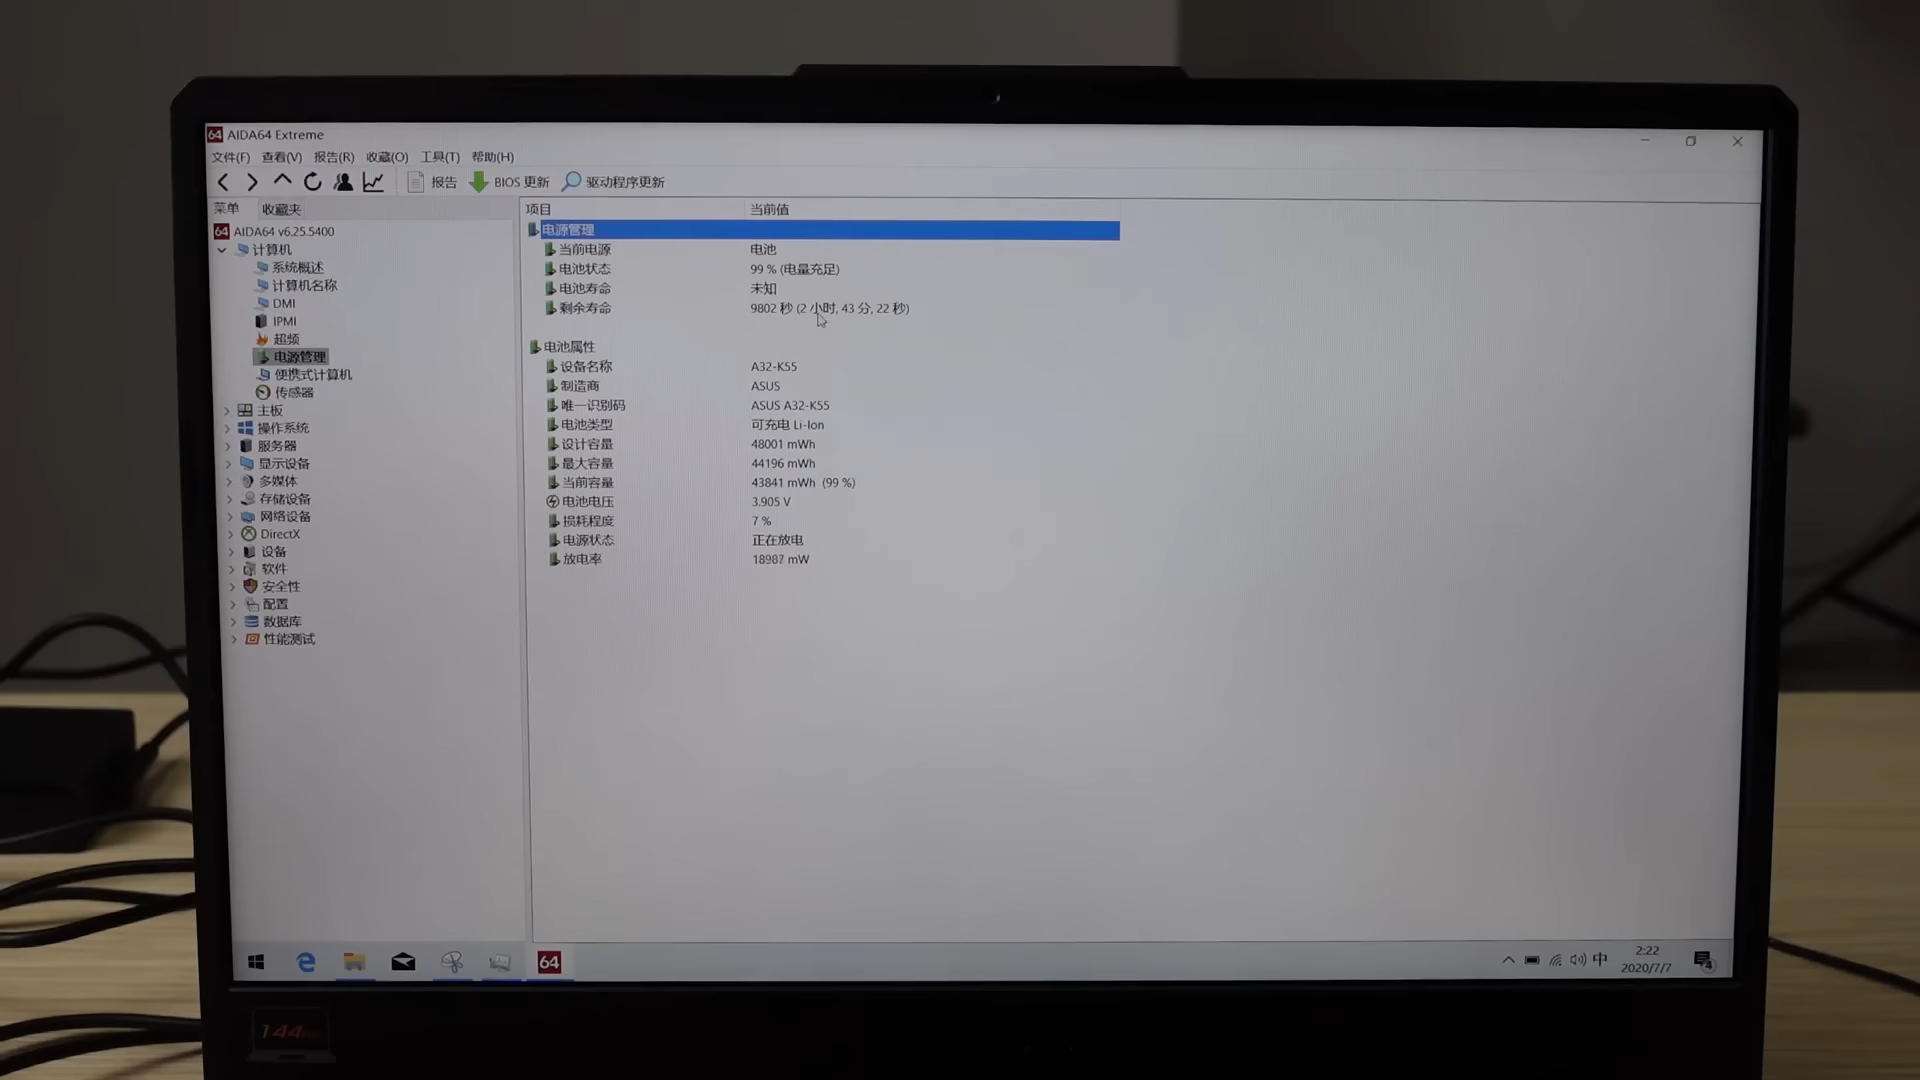 64 AIDA64 Extreme
文件(F) 查看(V) 报告(R) 收藏(O) 工具(T) 帮助(H)
报告 BIOS 更新 驱动程序更新
菜单 收藏夹
项目 当前值
64 AIDA64 v6.25.5400
计算机
系统概述
计算机名称
DMI
IPMI
超频
电源管理
便携式计算机
传感器
主板
操作系统
服务器
显示设备
多媒体
存储设备
网络设备
DirectX
设备
软件
安全性
配置
数据库
性能测试
电源管理
当前电源 电池
电池状态 99 % (电量充足)
电池寿命 未知
剩余寿命 9802 秒 (2 小时, 43 分, 22 秒)
电池属性
设备名称 A32-K55
制造商 ASUS
唯一识别码 ASUS A32-K55
电池类型 可充电 Li-Ion
设计容量 48001 mWh
最大容量 44196 mWh
当前容量 43841 mWh (99 %)
电池电压 3.905 V
损耗程度 7 %
电源状态 正在放电
放电率 mW
64
中
2:22
2020/7/7
4
144